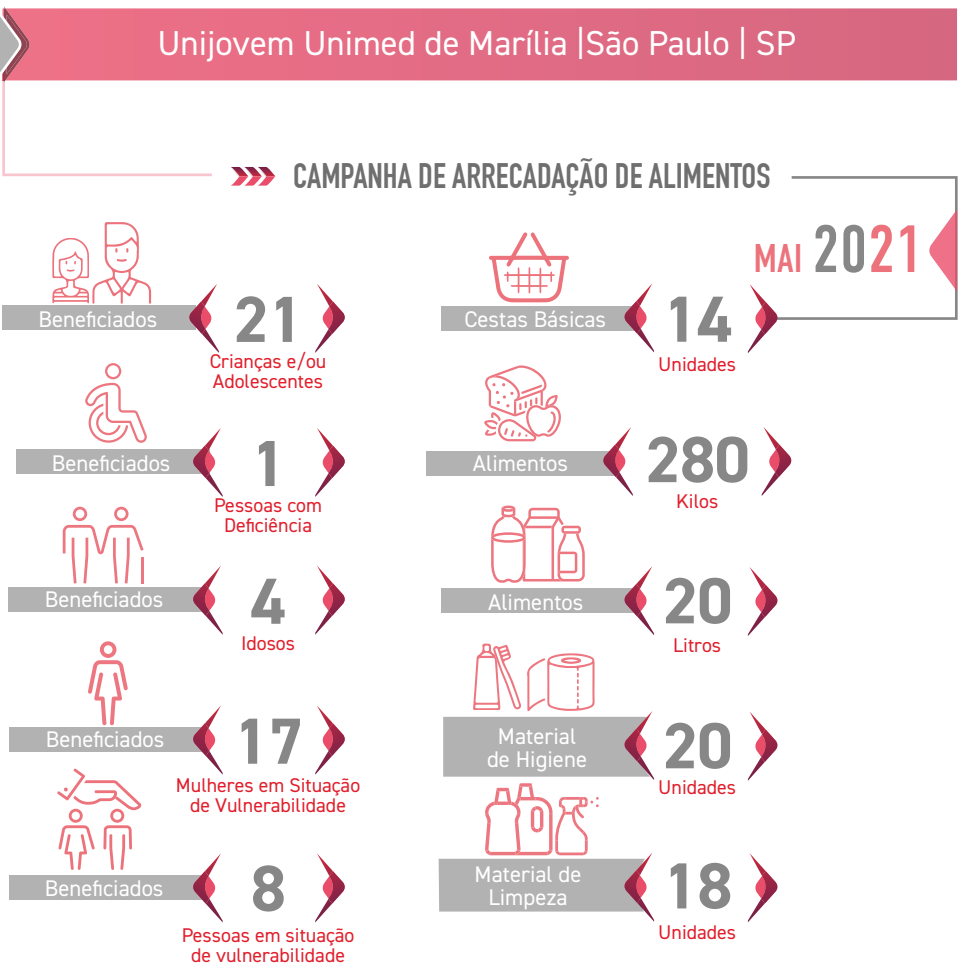 Unijovem Unimed de Marília |São Paulo | SP
CAMPANHA DE ARRECADAÇÃO DE ALIMENTOS
MAI 2021
Beneficiados
21
Crianças e/ou
Adolescentes
Beneficiados
1
Pessoas com
Deficiência
Beneficiados
4
Idosos
Beneficiados
17
Mulheres em Situação
de Vulnerabilidade
Beneficiados
8
Pessoas em situação
de vulnerabilidade
Cestas Básicas
14
Unidades
Alimentos
280
Kilos
Alimentos
20
Litros
Material
de Higiene
20
Unidades
Material de
Limpeza
18
Unidades